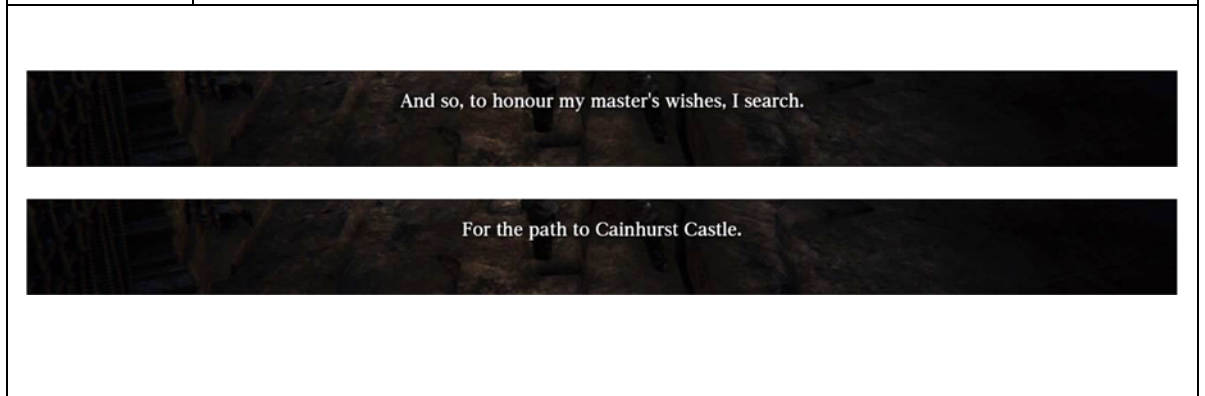 And so, to honour my master's wishes, I search.
For the path to Cainhurst Castle.